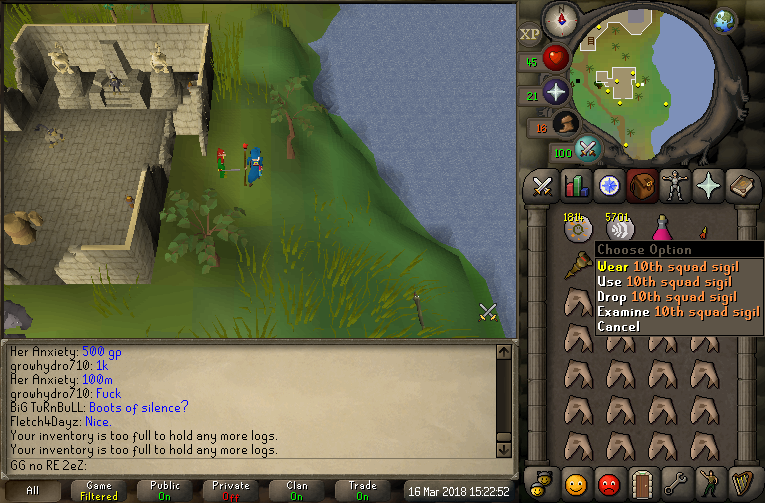 N
XP
45
21
16
100
1814 5701
Choose Option
Wear 10th squad sigil
Use 10th squad sigil
Drop 10th squad sigil
Examine 10th squad sigil
Cancel
Her Anxiety: 500 gp
growhydro710: 1k
Her Anxiety: 100m
growhydro710: Fuck
BiG TuRnBuLL: Boots of silence?
Fletch4Dayz: Nice.
Your inventory is too full to hold any more logs.
Your inventory is too full to hold any more logs.
GG no RE 2eZ:
All
Game
Filtered
Public
On
Private
Off
Clan
On
Trade
On
16 Mar 2018 15:22:52